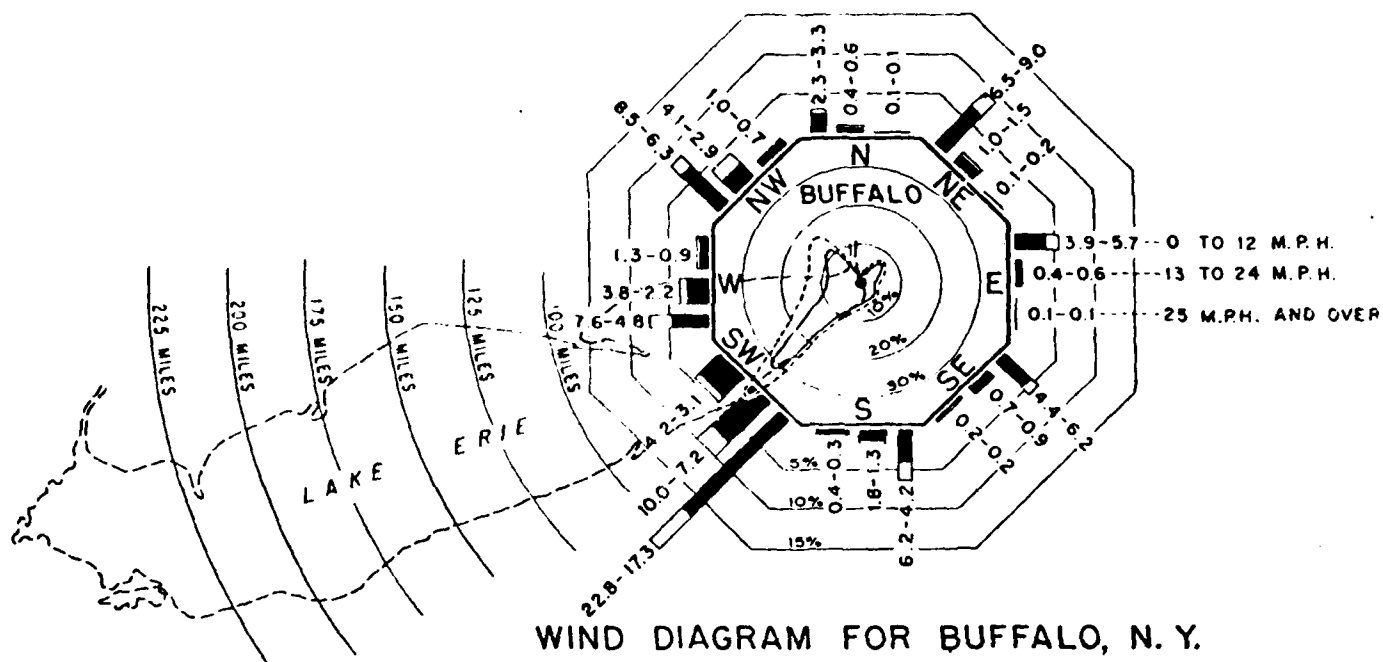 8.5-6.3
4.1-2.9
1.0-0.7
2.3-3.3
0.4-0.6
0.1-0.1
6.5-9.0
1.0-1.5
0.1-0.2
NW
N
NE
BUFFALO
1.3-0.9
3.8-2.2
7.6-4.8
W
E
3.9-5.7---0 TO 12 M.P.H.
0.4-0.6-----13 TO 24 M.P.H.
0.1-0.1-----25 M.P.H. AND OVER
10%
20%
30%
SW
S
SE
225 MILES
200 MILES
175 MILES
150 MILES
125 MILES
100 MILES
LAKE ERIE
4.2-3.1
10.0-7.2
22.8-17.3
5%
10%
15%
0.4-0.3
1.8-1.3
6.2-4.2
0.2-0.2
0.7-0.9
4.4-6.2
WIND DIAGRAM FOR BUFFALO, N.Y.